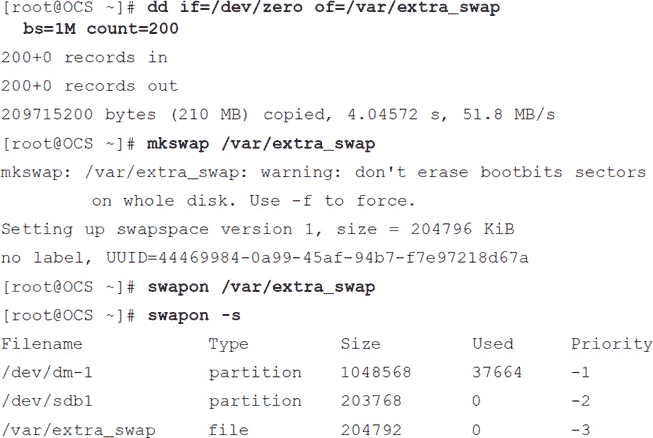 [root@OCS ~]# dd if=/dev/zero of=/var/extra_swap
bs=1M count=200
200+0 records in
200+0 records out
209715200 bytes (210 MB) copied, 4.04572 s, 51.8 MB/s
[root@OCS ~]# mkswap /var/extra_swap
mkswap: /var/extra_swap: warning: don't erase bootbits sectors
on whole disk. Use -f to force.
Setting up swapspace version 1, size = 204796 KiB
no label, UUID=44469984-0a99-45af-94b7-f7e97218d67a
[root@OCS ~]# swapon /var/extra_swap
[root@OCS ~]# swapon -s
Filename Type Size Used Priority
/dev/dm-1 partition 1048568 37664 -1
/dev/sdb1 partition 203768 0 -2
/var/extra_swap file 204792 0 -3